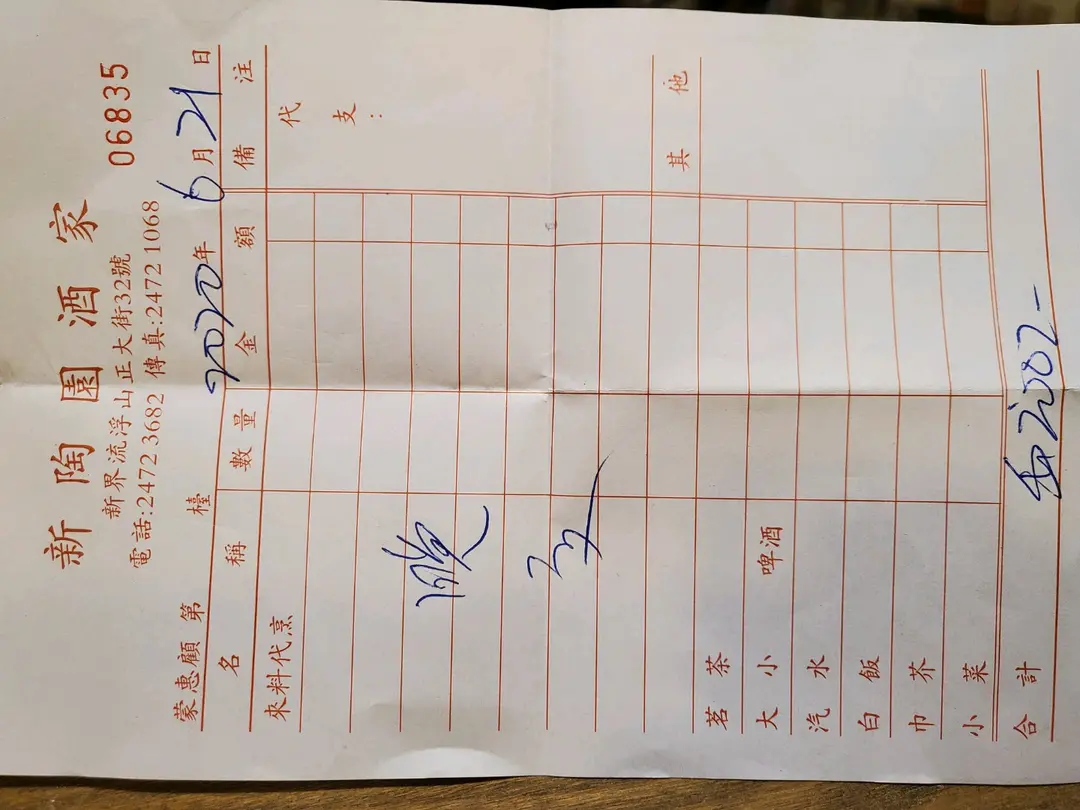 新陶園酒家
06835
新界流浮山正大街32號
電話:2472 3682 傳真:2472 1068
蒙惠顧 第 檯 2020年6月21日
名稱 數量 金額 備注
來料代烹
代支:
其他
茗茶
大小啤酒
汽水
白飯
巾芥
小菜
合計